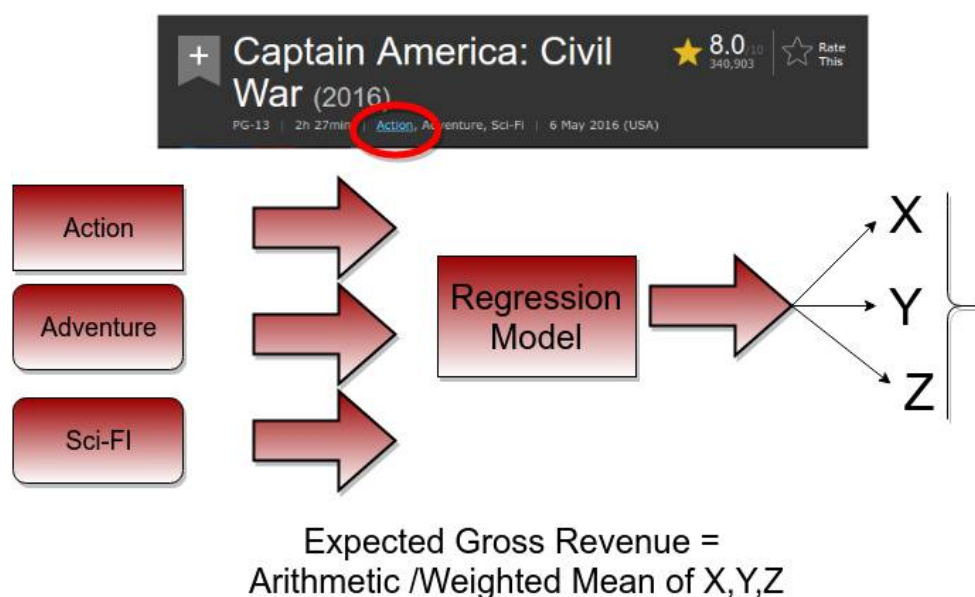 + Captain America: Civil
War (2016)
8.0/10
340,903
Rate
This
PG-13 | 2h 27min | Action, Adventure, Sci-Fi | 6 May 2016 (USA)
Action
Adventure
Sci-FI
Regression
Model
X
Y
Z
Expected Gross Revenue =
Arithmetic /Weighted Mean of X,Y,Z